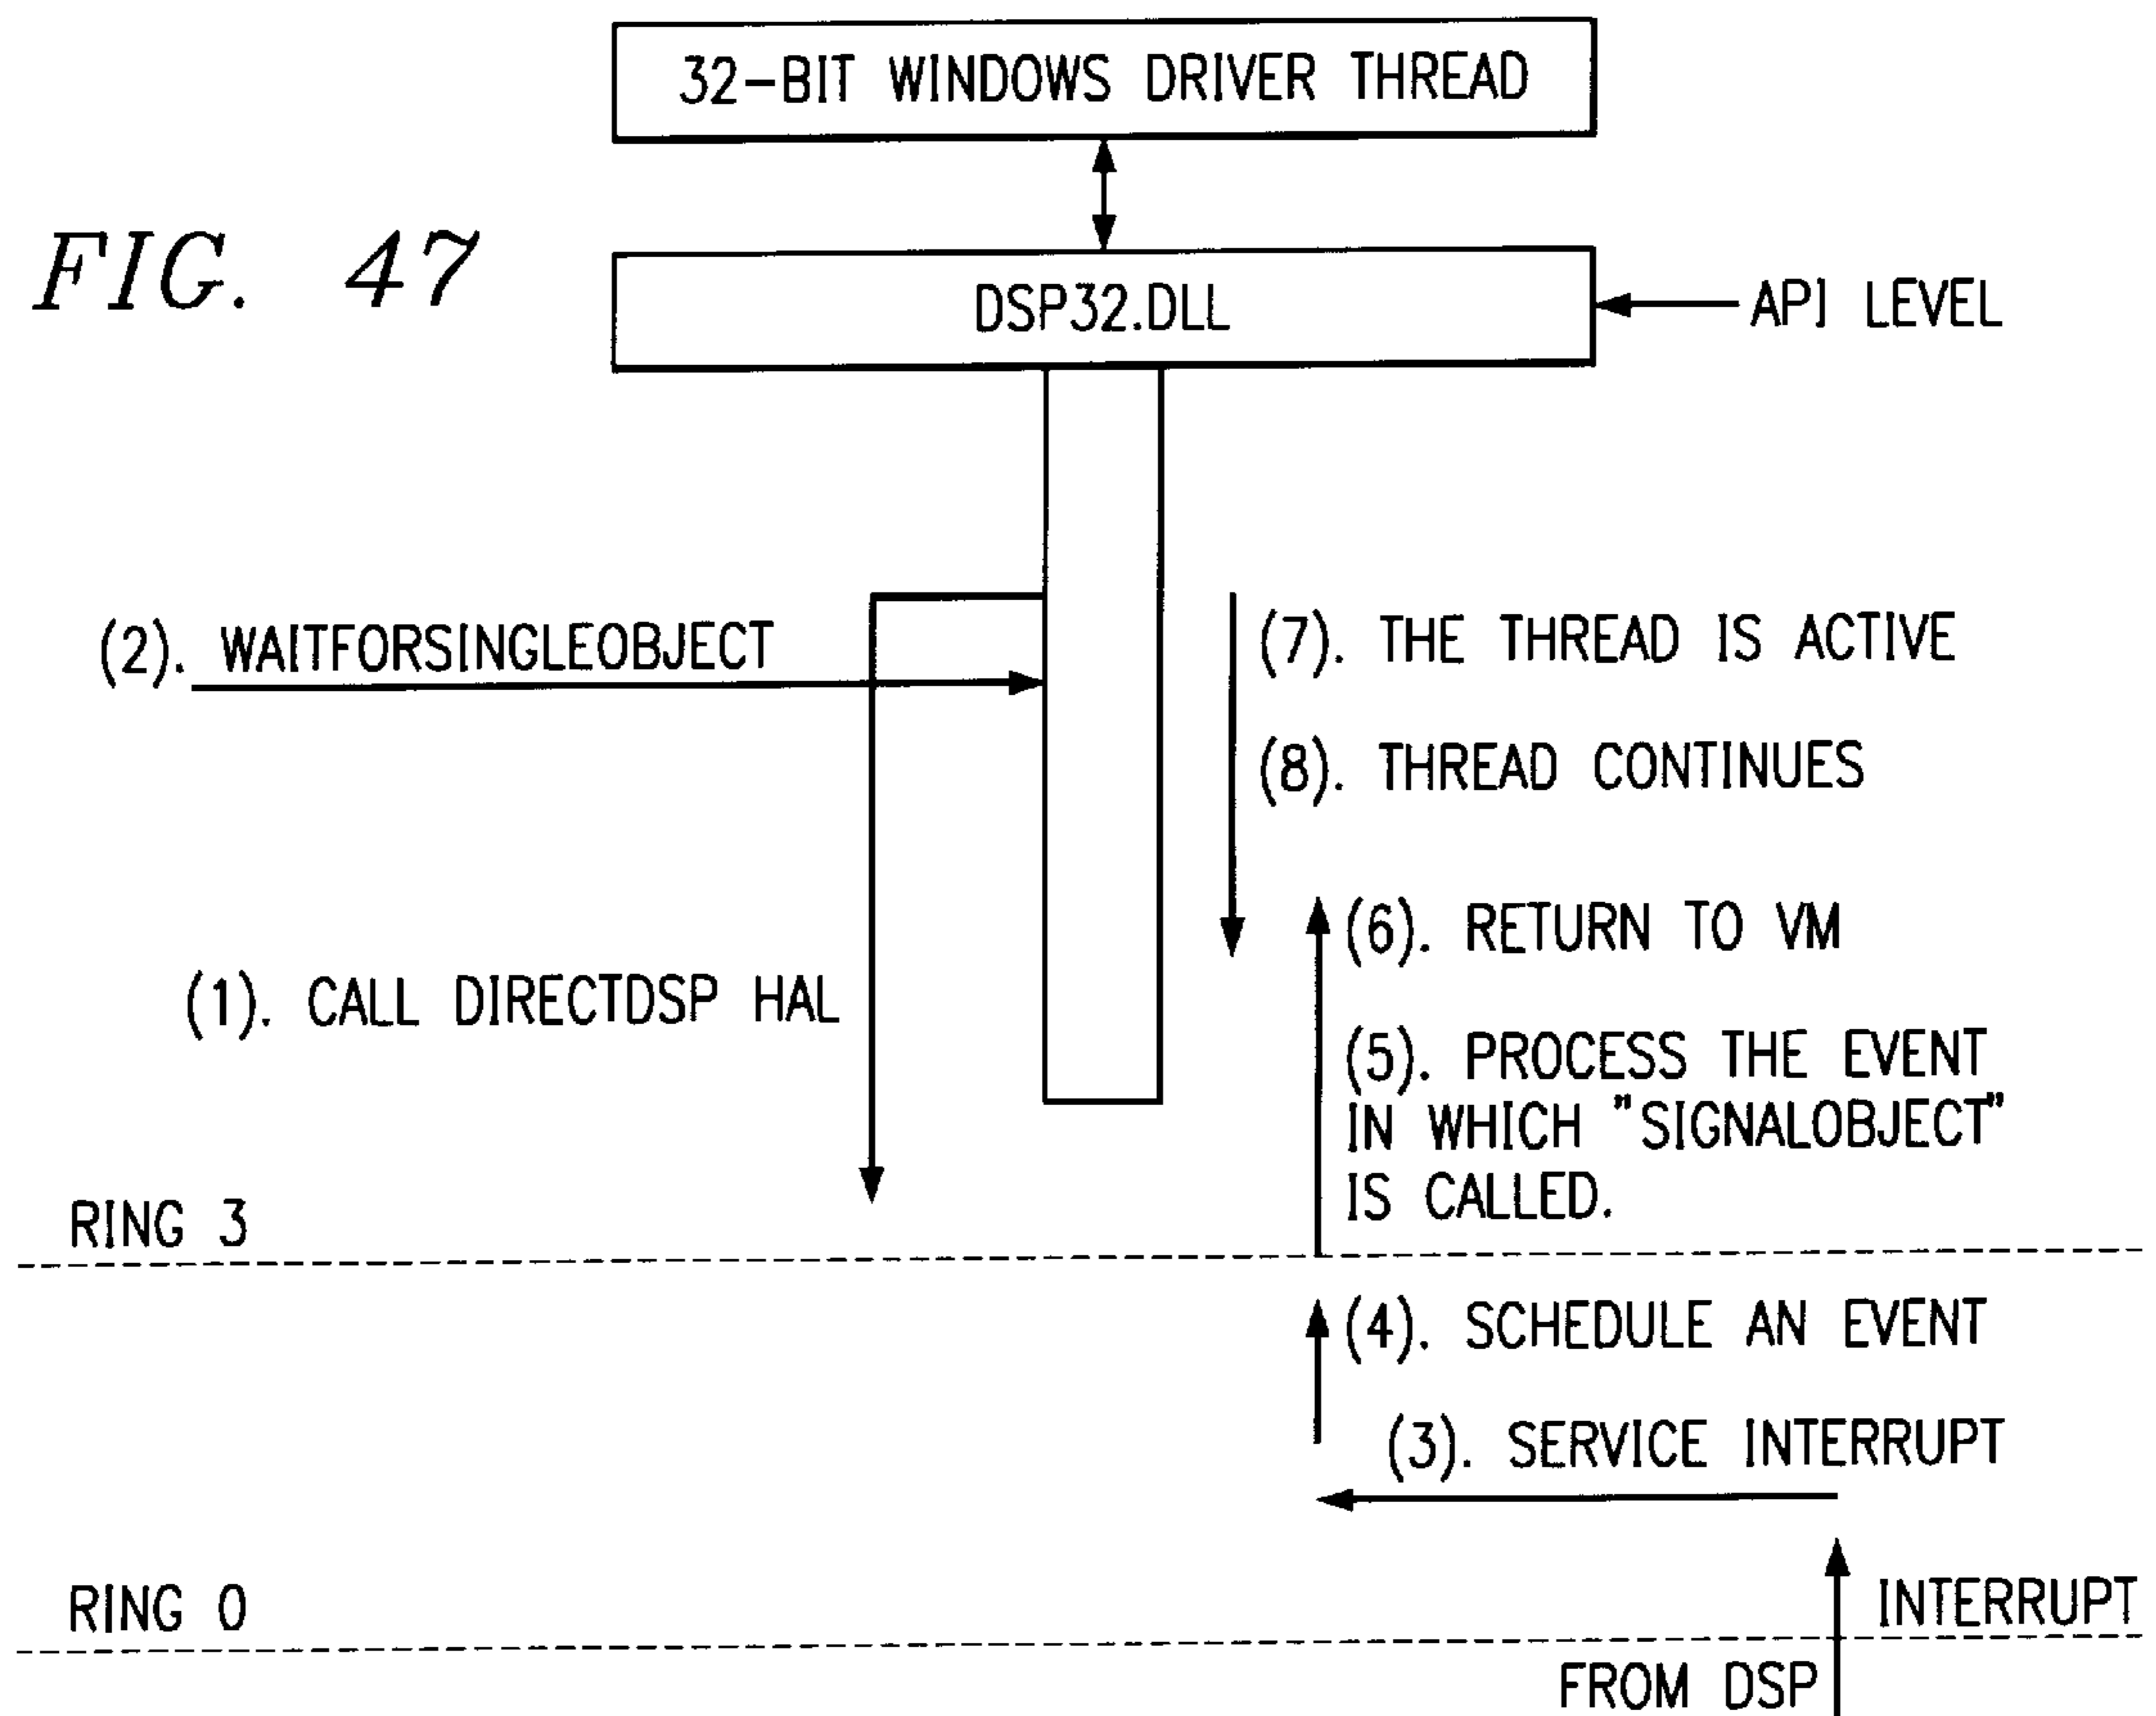 32-BIT WINDOWS DRIVER THREAD
FIG. 47
DSP32.DLL
API LEVEL
(2). WAITFORSINGLEOBJECT
(7). THE THREAD IS ACTIVE
(8). THREAD CONTINUES
(6). RETURN TO VM
(1). CALL DIRECTDSP HAL
(5). PROCESS THE EVENT
IN WHICH "SIGNALOBJECT"
IS CALLED.
RING 3
(4). SCHEDULE AN EVENT
(3). SERVICE INTERRUPT
RING 0
INTERRUPT
FROM DSP